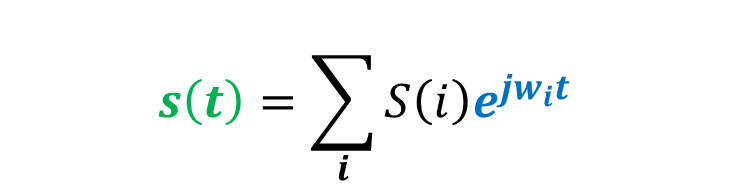 s(t) = ∑_i S(i)e^{jw_i t}